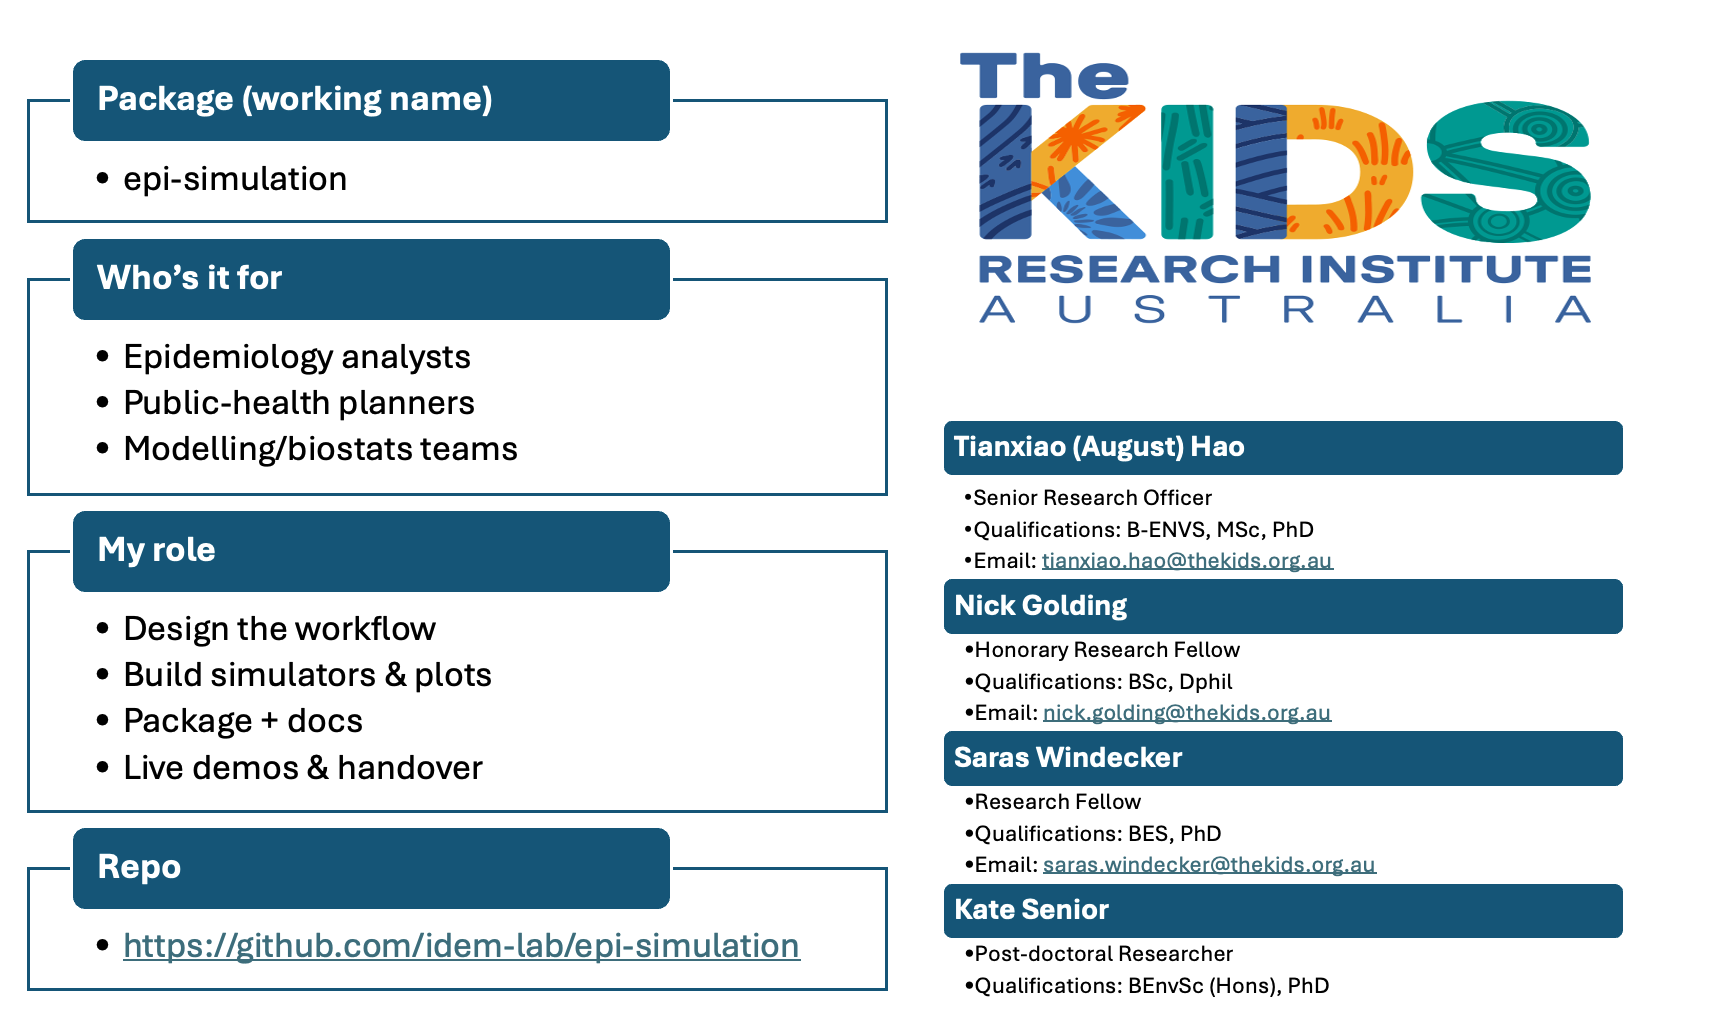 Package (working name)
• epi-simulation
Who’s it for
• Epidemiology analysts
• Public-health planners
• Modelling/biostats teams
My role
• Design the workflow
• Build simulators & plots
• Package + docs
• Live demos & handover
Repo
• https://github.com/idem-lab/epi-simulation
The
KIDS
RESEARCH INSTITUTE
AUSTRALIA
Tianxiao (August) Hao
•Senior Research Officer
•Qualifications: B-ENVS, MSc, PhD
•Email: tianxiao.hao@thekids.org.au
Nick Golding
•Honorary Research Fellow
•Qualifications: BSc, Dphil
•Email: nick.golding@thekids.org.au
Saras Windecker
•Research Fellow
•Qualifications: BES, PhD
•Email: saras.windecker@thekids.org.au
Kate Senior
•Post-doctoral Researcher
•Qualifications: BEnvSc (Hons), PhD